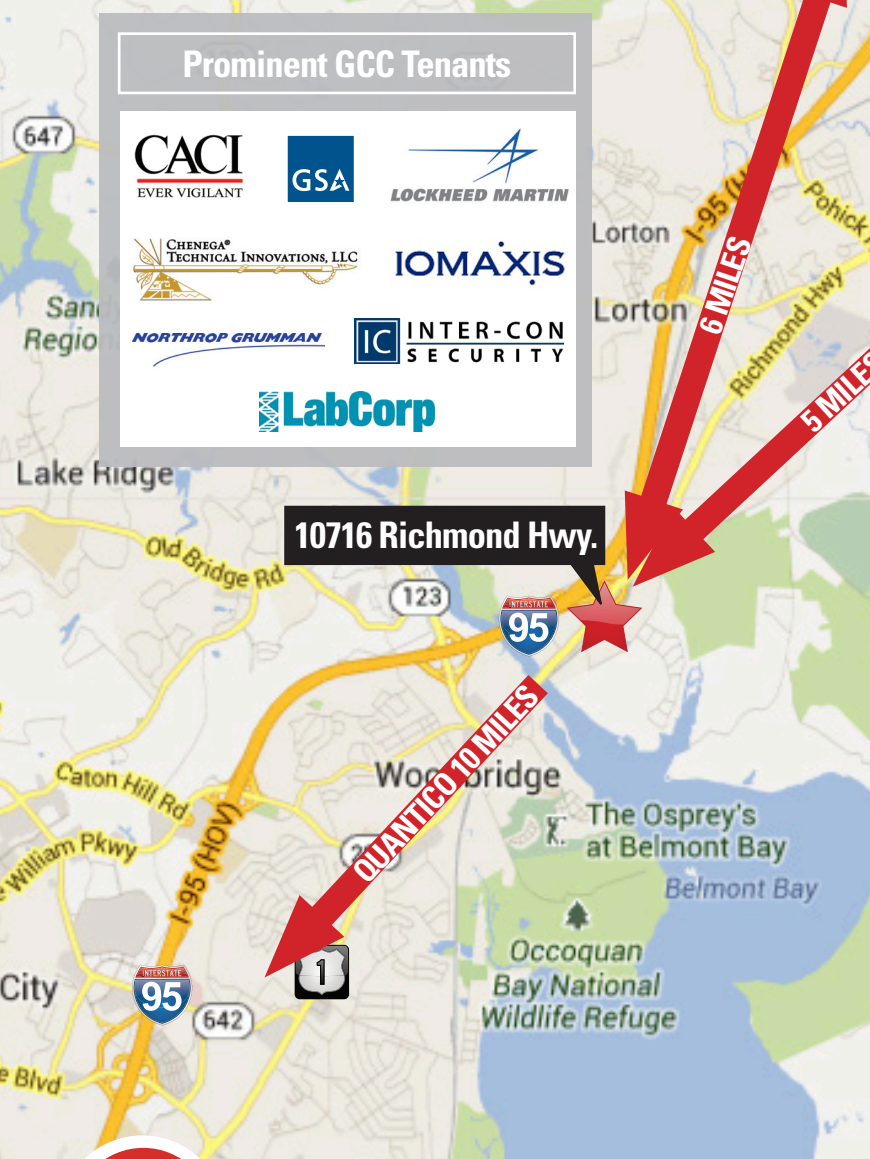 Prominent GCC Tenants
CACI
EVER VIGILANT
GSA
LOCKHEED MARTIN
CHENEGA®
TECHNICAL INNOVATIONS, LLC
IOMAXIS
NORTHROP GRUMMAN
IC
INTER-CON
SECURITY
LabCorp
647
I-95
Pohick
Lorton
6 MILES
Lorton
Richmond Hwy
5 MILES
Regio
Lake Ridge
10716 Richmond Hwy.
Old Bridge Rd
123
INTERSTATE
95
QUANTICO 10 MILES
Woodbridge
Caton Hill Rd
The Osprey's
at Belmont Bay
William Pkwy
Belmont Bay
I-95 (HOV)
Occoquan
Bay National
Wildlife Refuge
1
City
INTERSTATE
95
642
Blvd